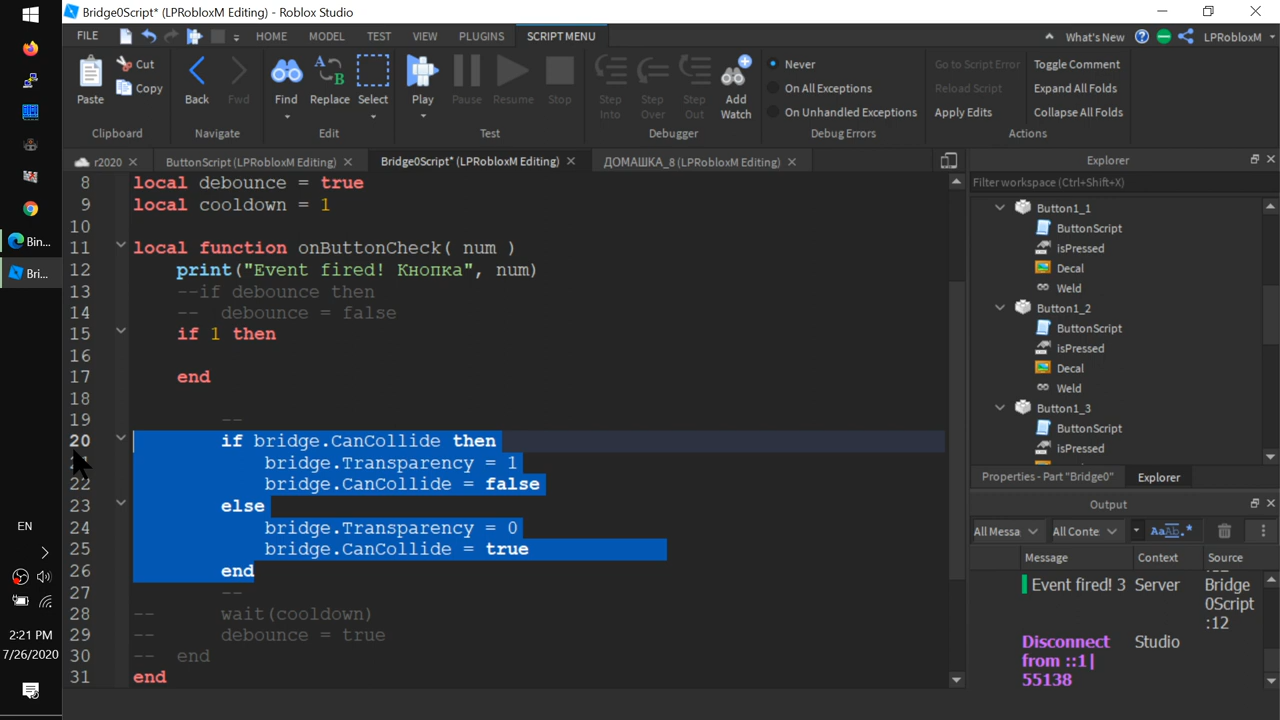 Bridge0Script* (LPRobloxM Editing) - Roblox Studio
FILE HOME MODEL TEST VIEW PLUGINS SCRIPT MENU What's New LPRobloxM
Paste Cut Copy
Back Fwd
Find Replace Select
Play Pause Resume Stop
Step Into Step Over Step Out Add Watch
Never
On All Exceptions
On Unhandled Exceptions
Go to Script Error
Reload Script
Apply Edits
Toggle Comment
Expand All Folds
Collapse All Folds
Clipboard Navigate Edit Test Debugger Debug Errors Actions
r2020 ButtonScript (LPRobloxM Editing) Bridge0Script* (LPRobloxM Editing) ДОМАШКА_8 (LPRobloxM Editing)
8 local debounce = true
9 local cooldown = 1
10
11 local function onButtonCheck( num )
12 print("Event fired! Кнопка", num)
13 --if debounce then
14 -- debounce = false
15 if 1 then
16
17 end
18
19 --
20 if bridge.CanCollide then
21 bridge.Transparency = 1
22 bridge.CanCollide = false
23 else
24 bridge.Transparency = 0
25 bridge.CanCollide = true
26 end
27 --
28 -- wait(cooldown)
29 -- debounce = true
30 -- end
31 end
Explorer
Filter workspace (Ctrl+Shift+X)
Button1_1
ButtonScript
isPressed
Decal
Weld
Button1_2
ButtonScript
isPressed
Decal
Weld
Button1_3
ButtonScript
isPressed
Properties - Part "Bridge0" Explorer
Output
All Messa All Conte Aa Ab .*
Message Context Source
Event fired! 3 Server Bridge
0Script
:12
Disconnect Studio
from ::1|
55138
Bin...
Bri...
EN
2:21 PM
7/26/2020